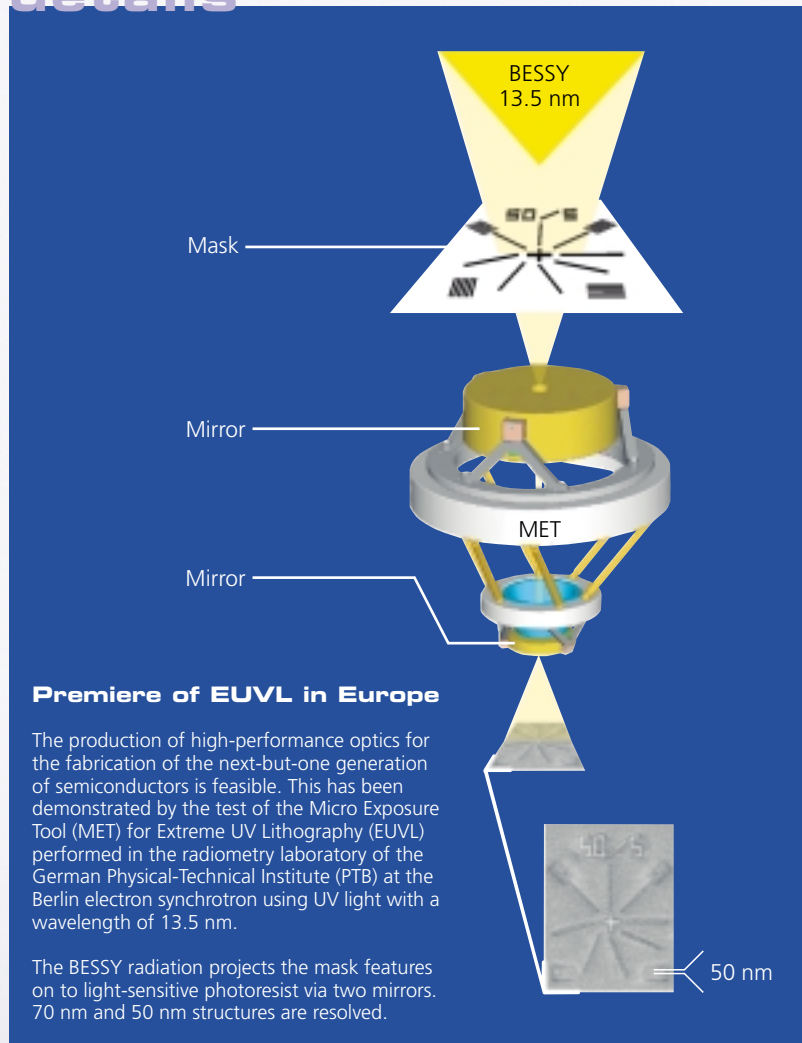 details
BESSY
13.5 nm
50/5
Mask
Mirror
MET
Mirror
Premiere of EUVL in Europe
The production of high-performance optics for
the fabrication of the next-but-one generation
of semiconductors is feasible. This has been
demonstrated by the test of the Micro Exposure
Tool (MET) for Extreme UV Lithography (EUVL)
performed in the radiometry laboratory of the
German Physical-Technical Institute (PTB) at the
Berlin electron synchrotron using UV light with a
wavelength of 13.5 nm.
The BESSY radiation projects the mask features
on to light-sensitive photoresist via two mirrors.
70 nm and 50 nm structures are resolved.
50/5
50 nm